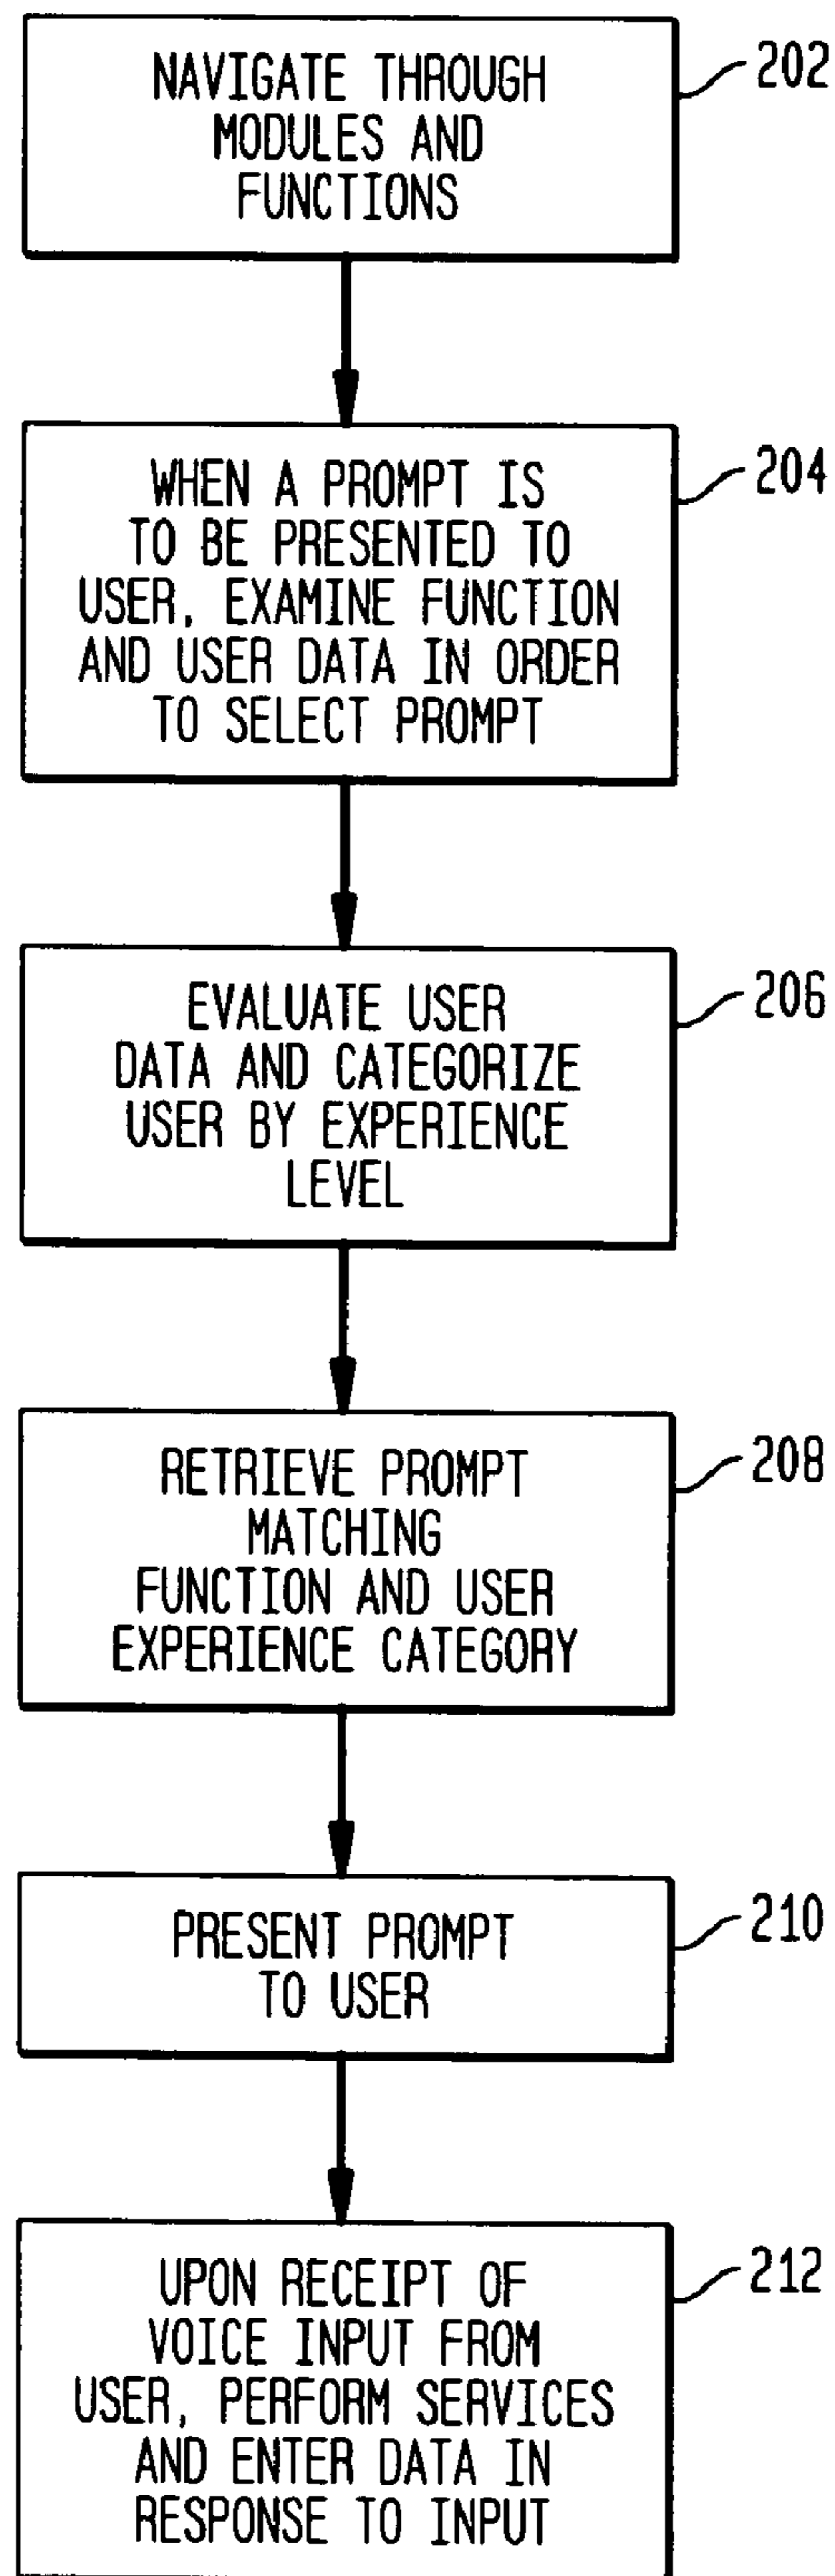 NAVIGATE THROUGH
MODULES AND
FUNCTIONS
202
WHEN A PROMPT IS
TO BE PRESENTED TO
USER, EXAMINE FUNCTION
AND USER DATA IN ORDER
TO SELECT PROMPT
204
EVALUATE USER
DATA AND CATEGORIZE
USER BY EXPERIENCE
LEVEL
206
RETRIEVE PROMPT
MATCHING
FUNCTION AND USER
EXPERIENCE CATEGORY
208
PRESENT PROMPT
TO USER
210
UPON RECEIPT OF
VOICE INPUT FROM
USER, PERFORM SERVICES
AND ENTER DATA IN
RESPONSE TO INPUT
212